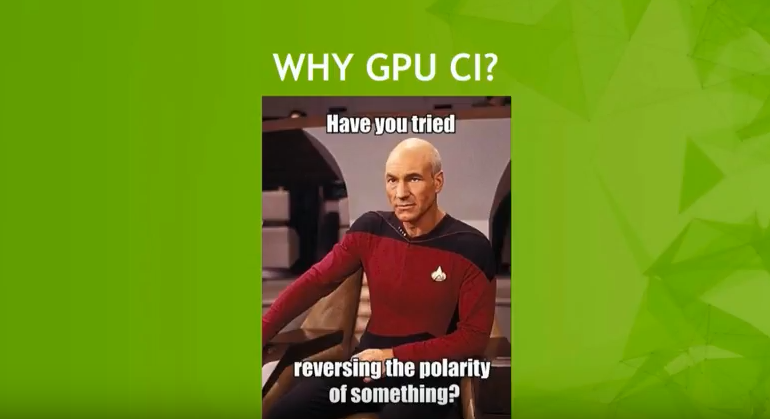 WHY GPU CI?
Have you tried
reversing the polarity
of something?